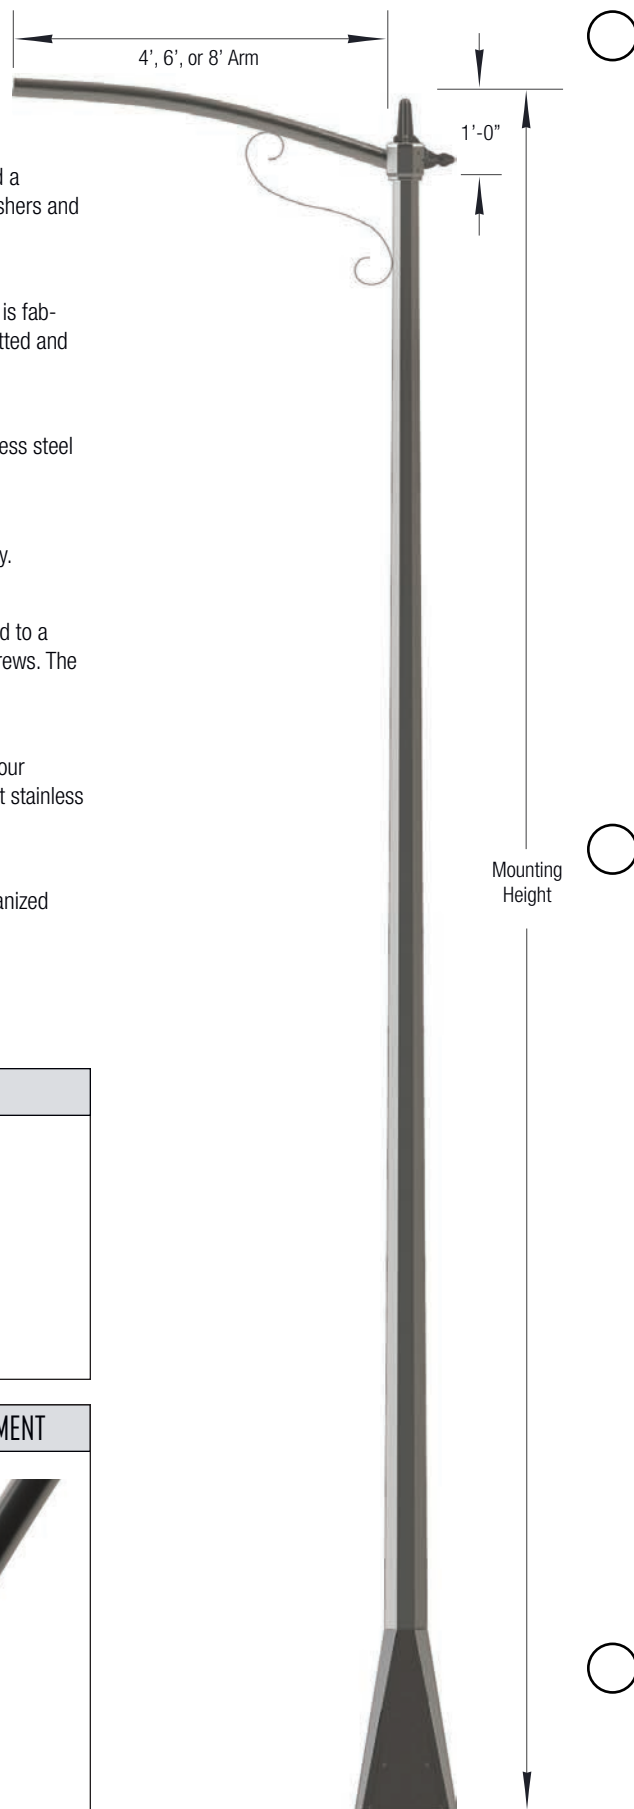 4’, 6’, or 8’ Arm
1’-0”
d a
shers and
is fab-
tted and
ess steel
y.
d to a
rews. The
our
t stainless
anized
Mounting
Height
MENT